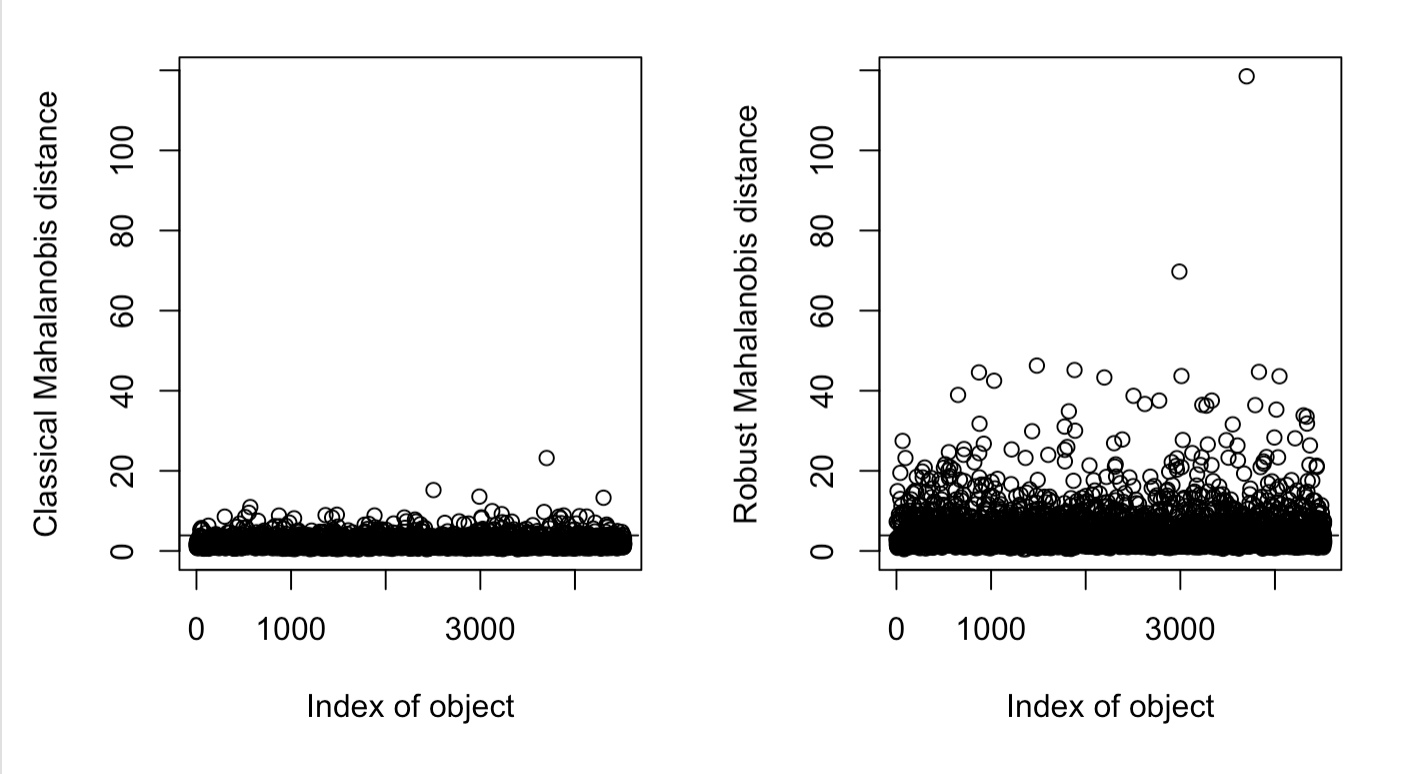 Classical Mahalanobis distance
0 20 40 60 80 100
0 1000 3000
Index of object
Robust Mahalanobis distance
0 20 40 60 80 100
0 1000 3000
Index of object